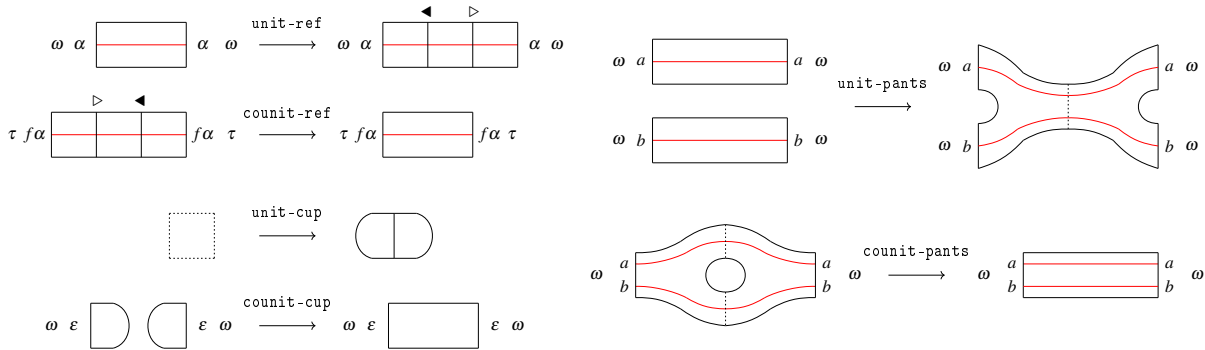 unit-ref
ω α α ω ω α α ω
counit-ref
τ fα fα τ τ fα fα τ
unit-cup
counit-cup
ω ε ε ω ω ε ε ω
unit-pants
ω a a ω ω a a ω
ω b b ω ω b b ω
counit-pants
a a a a
ω ω ω ω
b b b b